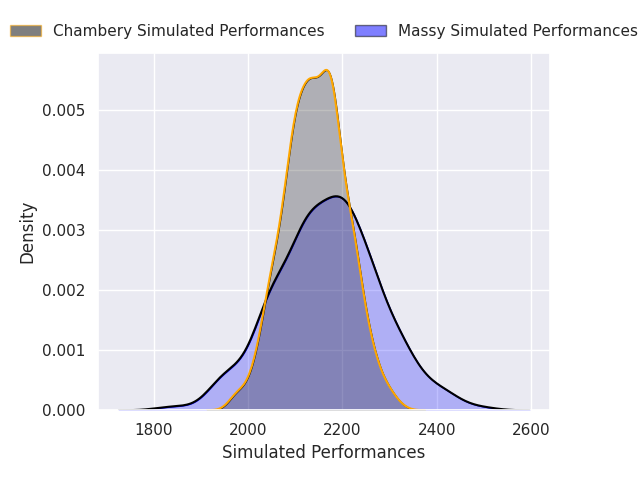 Chambery Simulated Performances
Massy Simulated Performances
0.005
0.004
0.003
0.002
0.001
0.000
Density
1800 2000 2200 2400 2600
Simulated Performances